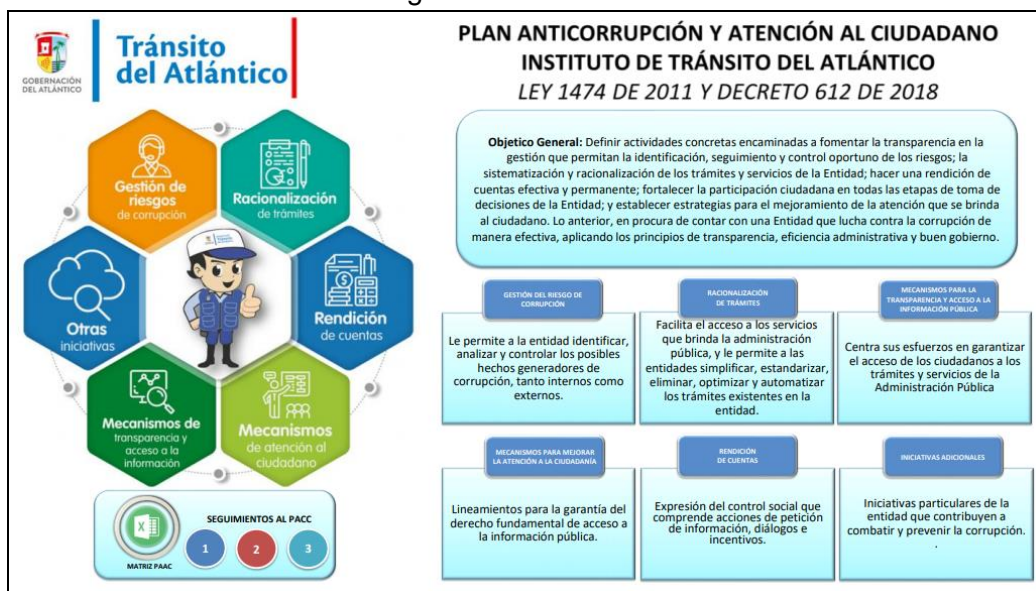 GOBERNACIÓN
DEL ATLÁNTICO
Tránsito
del Atlántico
PLAN ANTICORRUPCIÓN Y ATENCIÓN AL CIUDADANO
INSTITUTO DE TRÁNSITO DEL ATLÁNTICO
LEY 1474 DE 2011 Y DECRETO 612 DE 2018
Objetico General: Definir actividades concretas encaminadas a fomentar la transparencia en la
gestión que permitan la identificación, seguimiento y control oportuno de los riesgos; la
sistematización y racionalización de los trámites y servicios de la Entidad; hacer una rendición de
cuentas efectiva y permanente; fortalecer la participación ciudadana en todas las etapas de toma de
decisiones de la Entidad; y establecer estrategias para el mejoramiento de la atención que se brinda
al ciudadano. Lo anterior, en procura de contar con una Entidad que lucha contra la corrupción de
manera efectiva, aplicando los principios de transparencia, eficiencia administrativa y buen gobierno.
Gestión de
riesgos
de corrupción
Racionalización
de trámites
Otras
iniciativas
Rendición
de cuentas
Mecanismos de
transparencia y
acceso a la
información
Mecanismos
de atención al
ciudadano
MATRIZ PAAC
SEGUIMIENTOS AL PACC
1
2
3
GESTIÓN DEL RIESGO DE
CORRUPCIÓN
Le permite a la entidad identificar,
analizar y controlar los posibles
hechos generadores de
corrupción, tanto internos como
externos.
RACIONALIZACIÓN
DE TRÁMITES
Facilita el acceso a los servicios
que brinda la administración
pública, y le permite a las
entidades simplificar, estandarizar,
eliminar, optimizar y automatizar
los trámites existentes en la
entidad.
MECANISMOS PARA LA
TRANSPARENCIA Y ACCESO A LA
INFORMACIÓN PÚBLICA
Centra sus esfuerzos en garantizar
el acceso de los ciudadanos a los
trámites y servicios de la
Administración Pública
MECANISMOS PARA MEJORAR
LA ATENCIÓN A LA CIUDADANÍA
Lineamientos para la garantía del
derecho fundamental de acceso a
la información pública.
RENDICIÓN
DE CUENTAS
Expresión del control social que
comprende acciones de petición
de información, diálogos e
incentivos.
INICIATIVAS ADICIONALES
Iniciativas particulares de la
entidad que contribuyen a
combatir y prevenir la corrupción.
.